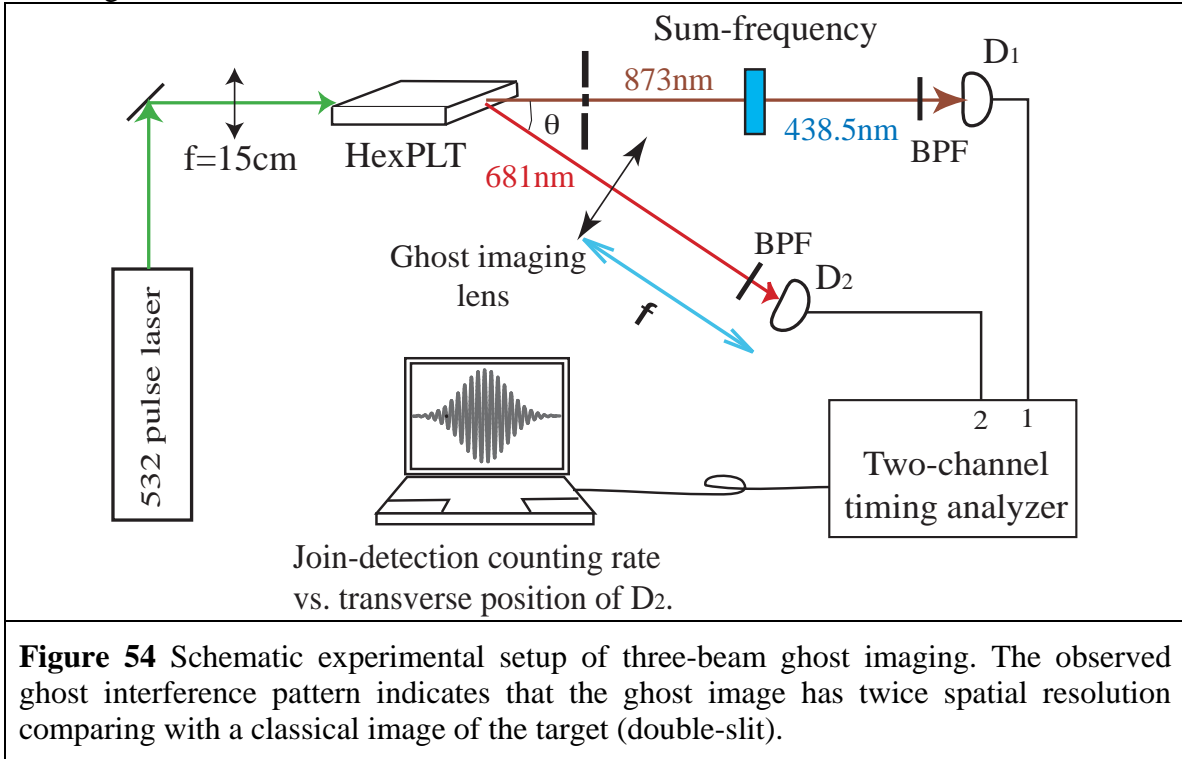 Sum-frequency
D1
873nm
438.5nm
BPF
f=15cm
HexPLT
θ
681nm
Ghost imaging
lens
BPF
D2
f
532 pulse laser
2 1
Two-channel
timing analyzer
Join-detection counting rate
vs. transverse position of D2.
Figure 54 Schematic experimental setup of three-beam ghost imaging. The observed
ghost interference pattern indicates that the ghost image has twice spatial resolution
comparing with a classical image of the target (double-slit).